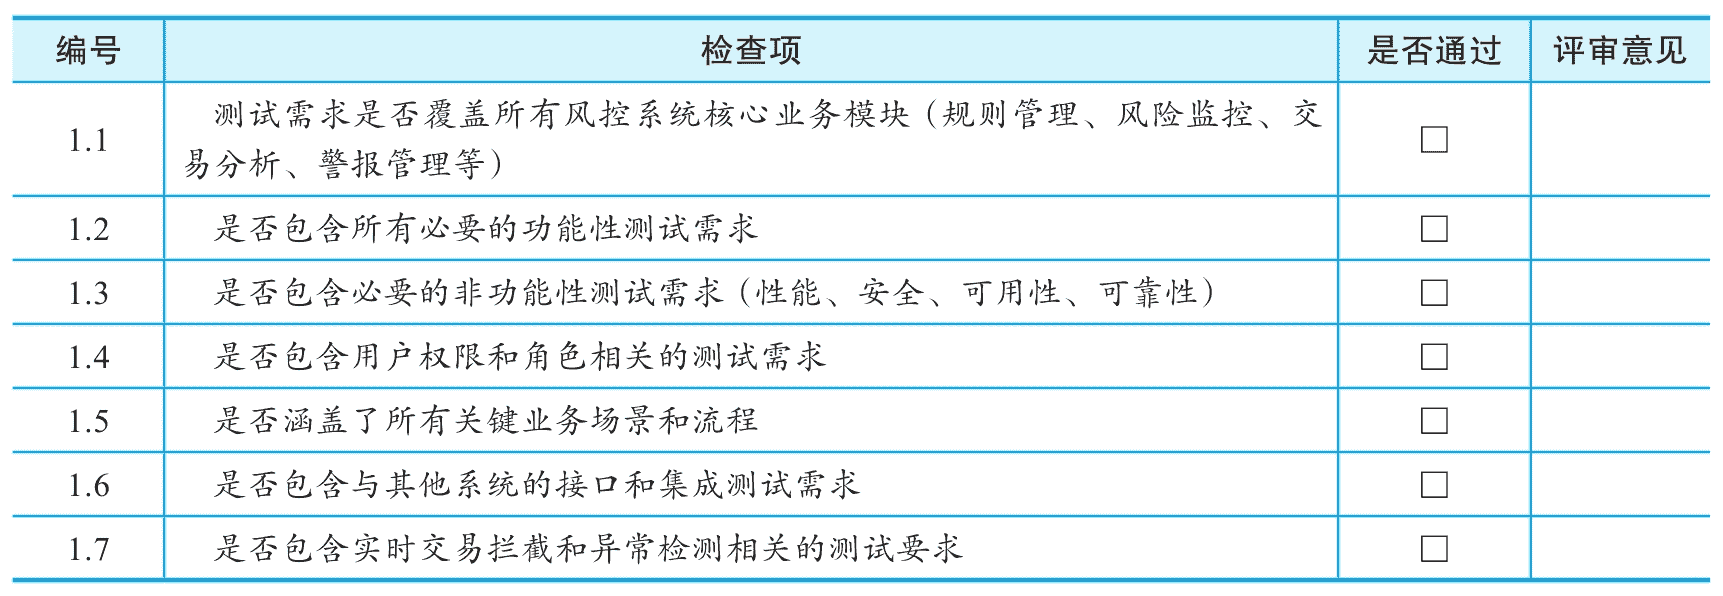 编号 检查项 是否通过 评审意见
1.1 测试需求是否覆盖所有风控系统核心业务模块（规则管理、风险监控、交
易分析、警报管理等） □
1.2 是否包含所有必要的功能性测试需求 □
1.3 是否包含必要的非功能性测试需求（性能、安全、可用性、可靠性） □
1.4 是否包含用户权限和角色相关的测试需求 □
1.5 是否涵盖了所有关键业务场景和流程 □
1.6 是否包含与其他系统的接口和集成测试需求 □
1.7 是否包含实时交易拦截和异常检测相关的测试要求 □